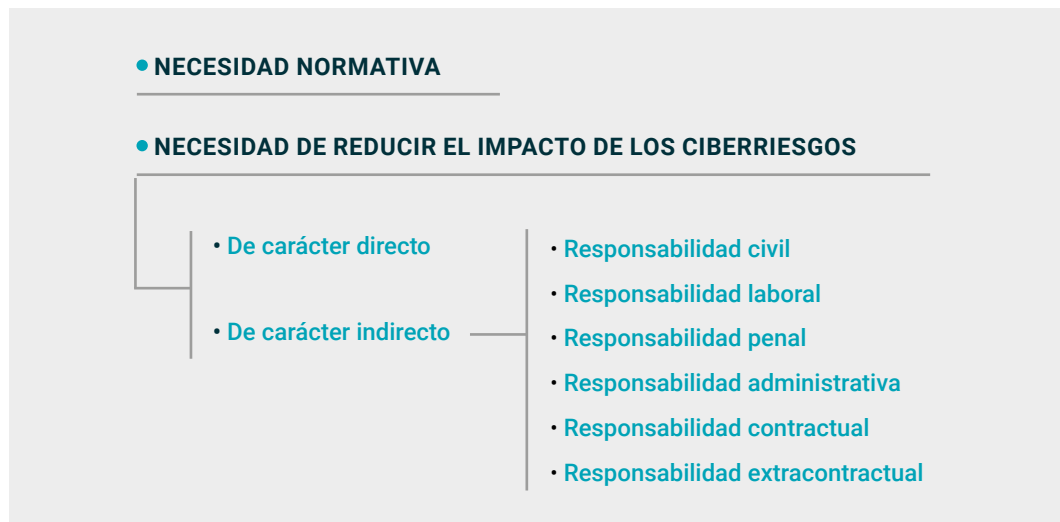 • NECESIDAD NORMATIVA
• NECESIDAD DE REDUCIR EL IMPACTO DE LOS CIBERRIESGOS
• De carácter directo
• De carácter indirecto
• Responsabilidad civil
• Responsabilidad laboral
• Responsabilidad penal
• Responsabilidad administrativa
• Responsabilidad contractual
• Responsabilidad extracontractual